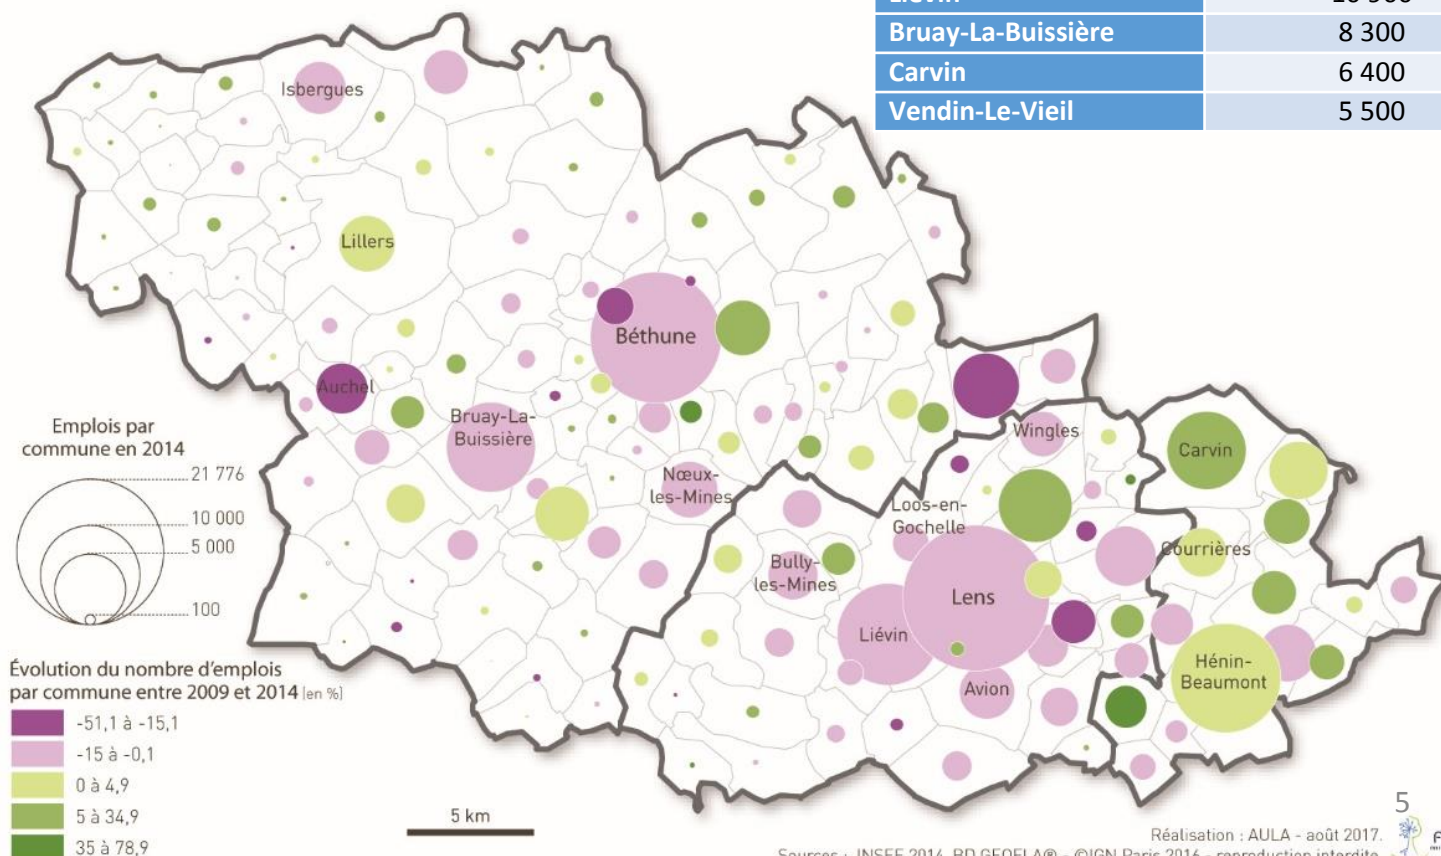 Bruay-La-Buissière 8 300
Carvin 6 400
Vendin-Le-Vieil 5 500
Isbergues
Lillers
Béthune
Auchel
Bruay-La-
Buissière
Nœux-
les-Mines
Wingles
Carvin
Loos-en-
Gochelle
Courrières
Bully-
les-Mines
Lens
Liévin
Avion
Hénin-
Beaumont
Emplois par
commune en 2014
21 776
10 000
5 000
100
Évolution du nombre d'emplois
par commune entre 2009 et 2014 (en %)
-51,1 à -15,1
-15 à -0,1
0 à 4,9
5 à 34,9
35 à 78,9
5 km
5
Réalisation : AULA - août 2017.